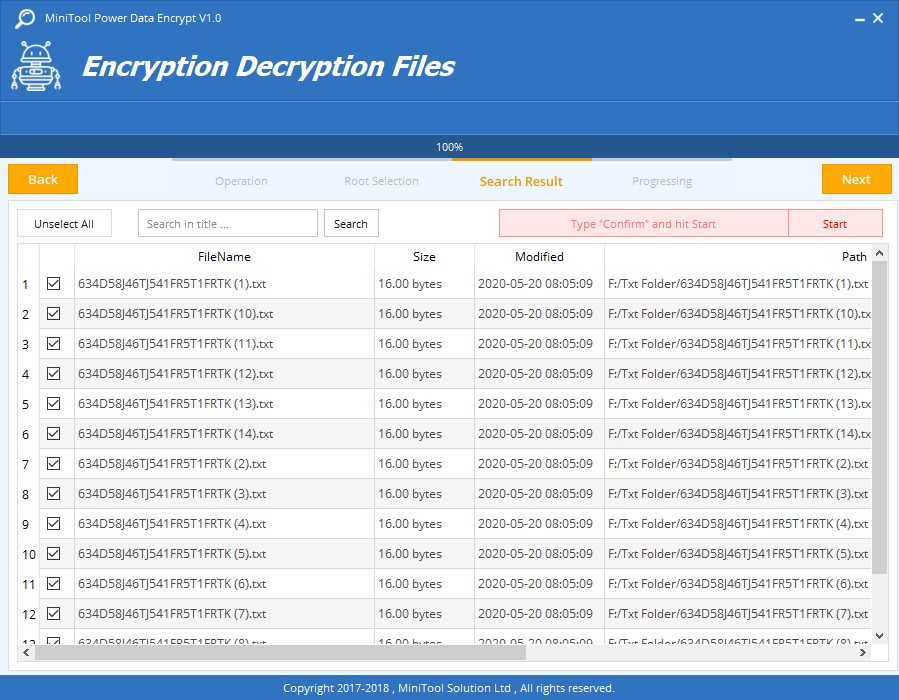 MiniTool Power Data Encrypt V1.0
Encryption Decryption Files
100%
Back Operation Root Selection Search Result Progressing Next
Unselect All Search in title ... Search Type "Confirm" and hit Start Start
FileName Size Modified Path
1 634D58J46TJ541FR5T1FRTK (1).txt 16.00 bytes 2020-05-20 08:05:09 F:/Txt Folder/634D58J46TJ541FR5T1FRTK (1).txt
2 634D58J46TJ541FR5T1FRTK (10).txt 16.00 bytes 2020-05-20 08:05:09 F:/Txt Folder/634D58J46TJ541FR5T1FRTK (10).tx
3 634D58J46TJ541FR5T1FRTK (11).txt 16.00 bytes 2020-05-20 08:05:09 F:/Txt Folder/634D58J46TJ541FR5T1FRTK (11).tx
4 634D58J46TJ541FR5T1FRTK (12).txt 16.00 bytes 2020-05-20 08:05:09 F:/Txt Folder/634D58J46TJ541FR5T1FRTK (12).tx
5 634D58J46TJ541FR5T1FRTK (13).txt 16.00 bytes 2020-05-20 08:05:09 F:/Txt Folder/634D58J46TJ541FR5T1FRTK (13).tx
6 634D58J46TJ541FR5T1FRTK (14).txt 16.00 bytes 2020-05-20 08:05:09 F:/Txt Folder/634D58J46TJ541FR5T1FRTK (14).tx
7 634D58J46TJ541FR5T1FRTK (2).txt 16.00 bytes 2020-05-20 08:05:09 F:/Txt Folder/634D58J46TJ541FR5T1FRTK (2).txt
8 634D58J46TJ541FR5T1FRTK (3).txt 16.00 bytes 2020-05-20 08:05:09 F:/Txt Folder/634D58J46TJ541FR5T1FRTK (3).txt
9 634D58J46TJ541FR5T1FRTK (4).txt 16.00 bytes 2020-05-20 08:05:09 F:/Txt Folder/634D58J46TJ541FR5T1FRTK (4).txt
10 634D58J46TJ541FR5T1FRTK (5).txt 16.00 bytes 2020-05-20 08:05:09 F:/Txt Folder/634D58J46TJ541FR5T1FRTK (5).txt
11 634D58J46TJ541FR5T1FRTK (6).txt 16.00 bytes 2020-05-20 08:05:09 F:/Txt Folder/634D58J46TJ541FR5T1FRTK (6).txt
12 634D58J46TJ541FR5T1FRTK (7).txt 16.00 bytes 2020-05-20 08:05:09 F:/Txt Folder/634D58J46TJ541FR5T1FRTK (7).txt
13 634D58J46TJ541FR5T1FRTK (8).txt 16.00 bytes 2020-05-20 08:05:09 F:/Txt Folder/634D58J46TJ541FR5T1FRTK (8).txt
Copyright 2017-2018 , MiniTool Solution Ltd , All rights reserved.